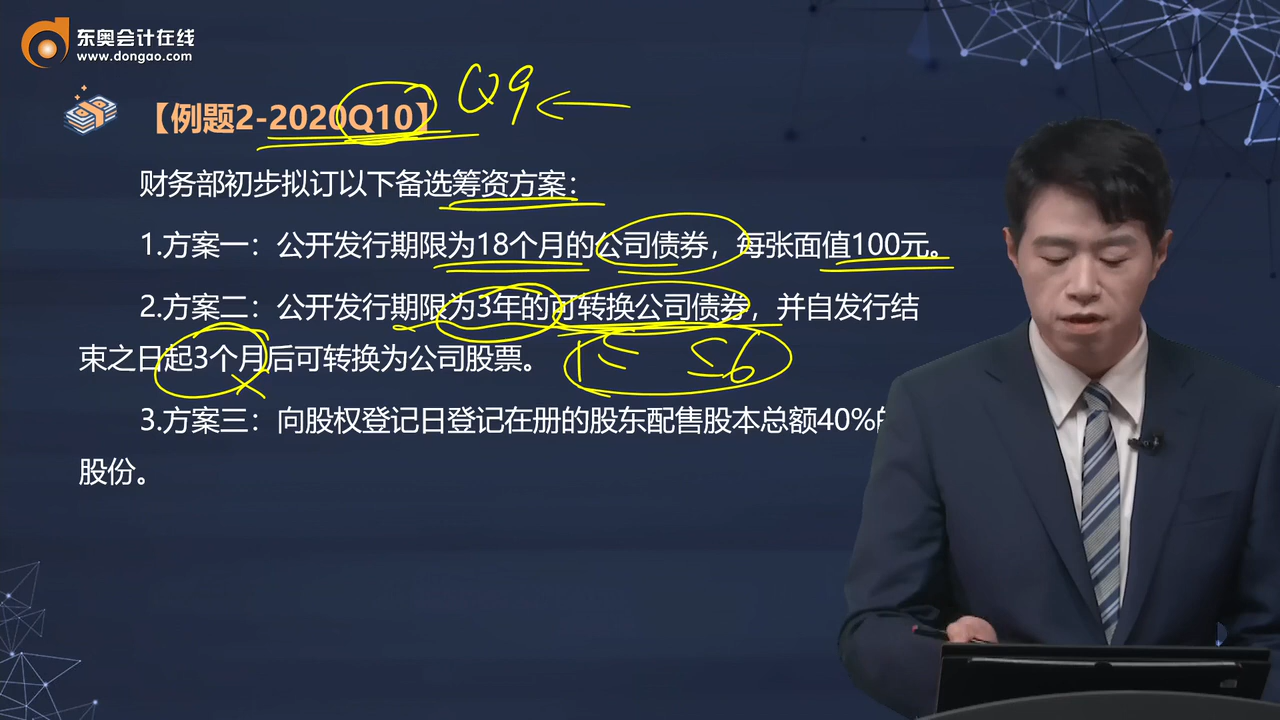 东奥会计在线
www.dongao.com
【例题2-2020Q10】
Q9
财务部初步拟订以下备选筹资方案：
1.方案一：公开发行期限为18个月的公司债券，每张面值100元。
2.方案二：公开发行期限为3年的可转换公司债券，并自发行结
束之日起3个月后可转换为公司股票。
3.方案三：向股权登记日登记在册的股东配售股本总额40%
股份。